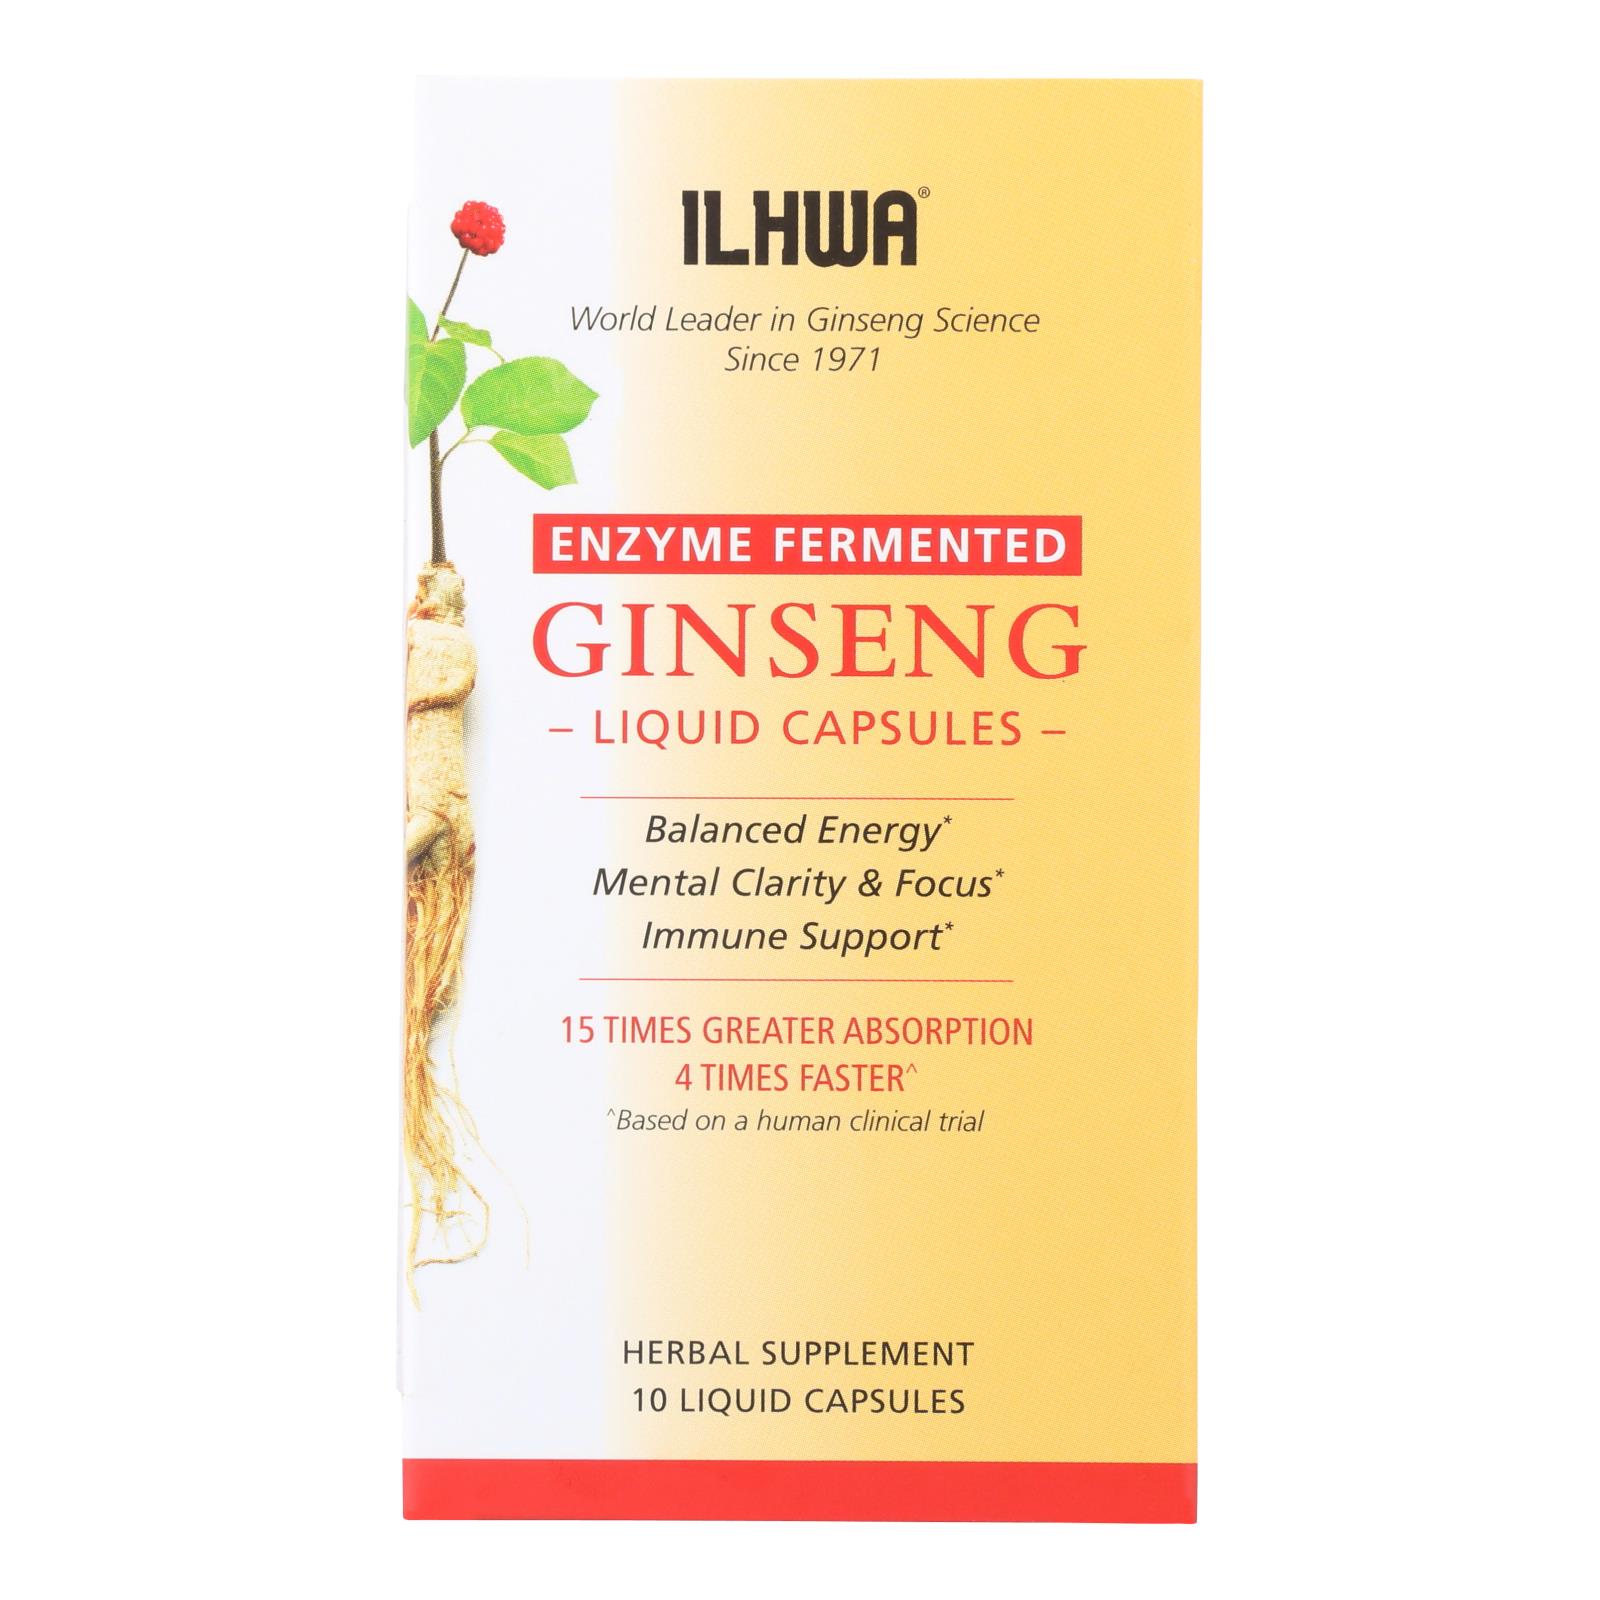 ILHWA®
World Leader in Ginseng Science
Since 1971
ENZYME FERMENTED
GINSENG
– LIQUID CAPSULES –
Balanced Energy*
Mental Clarity & Focus*
Immune Support*
15 TIMES GREATER ABSORPTION
4 TIMES FASTER^
^Based on a human clinical trial
HERBAL SUPPLEMENT
10 LIQUID CAPSULES